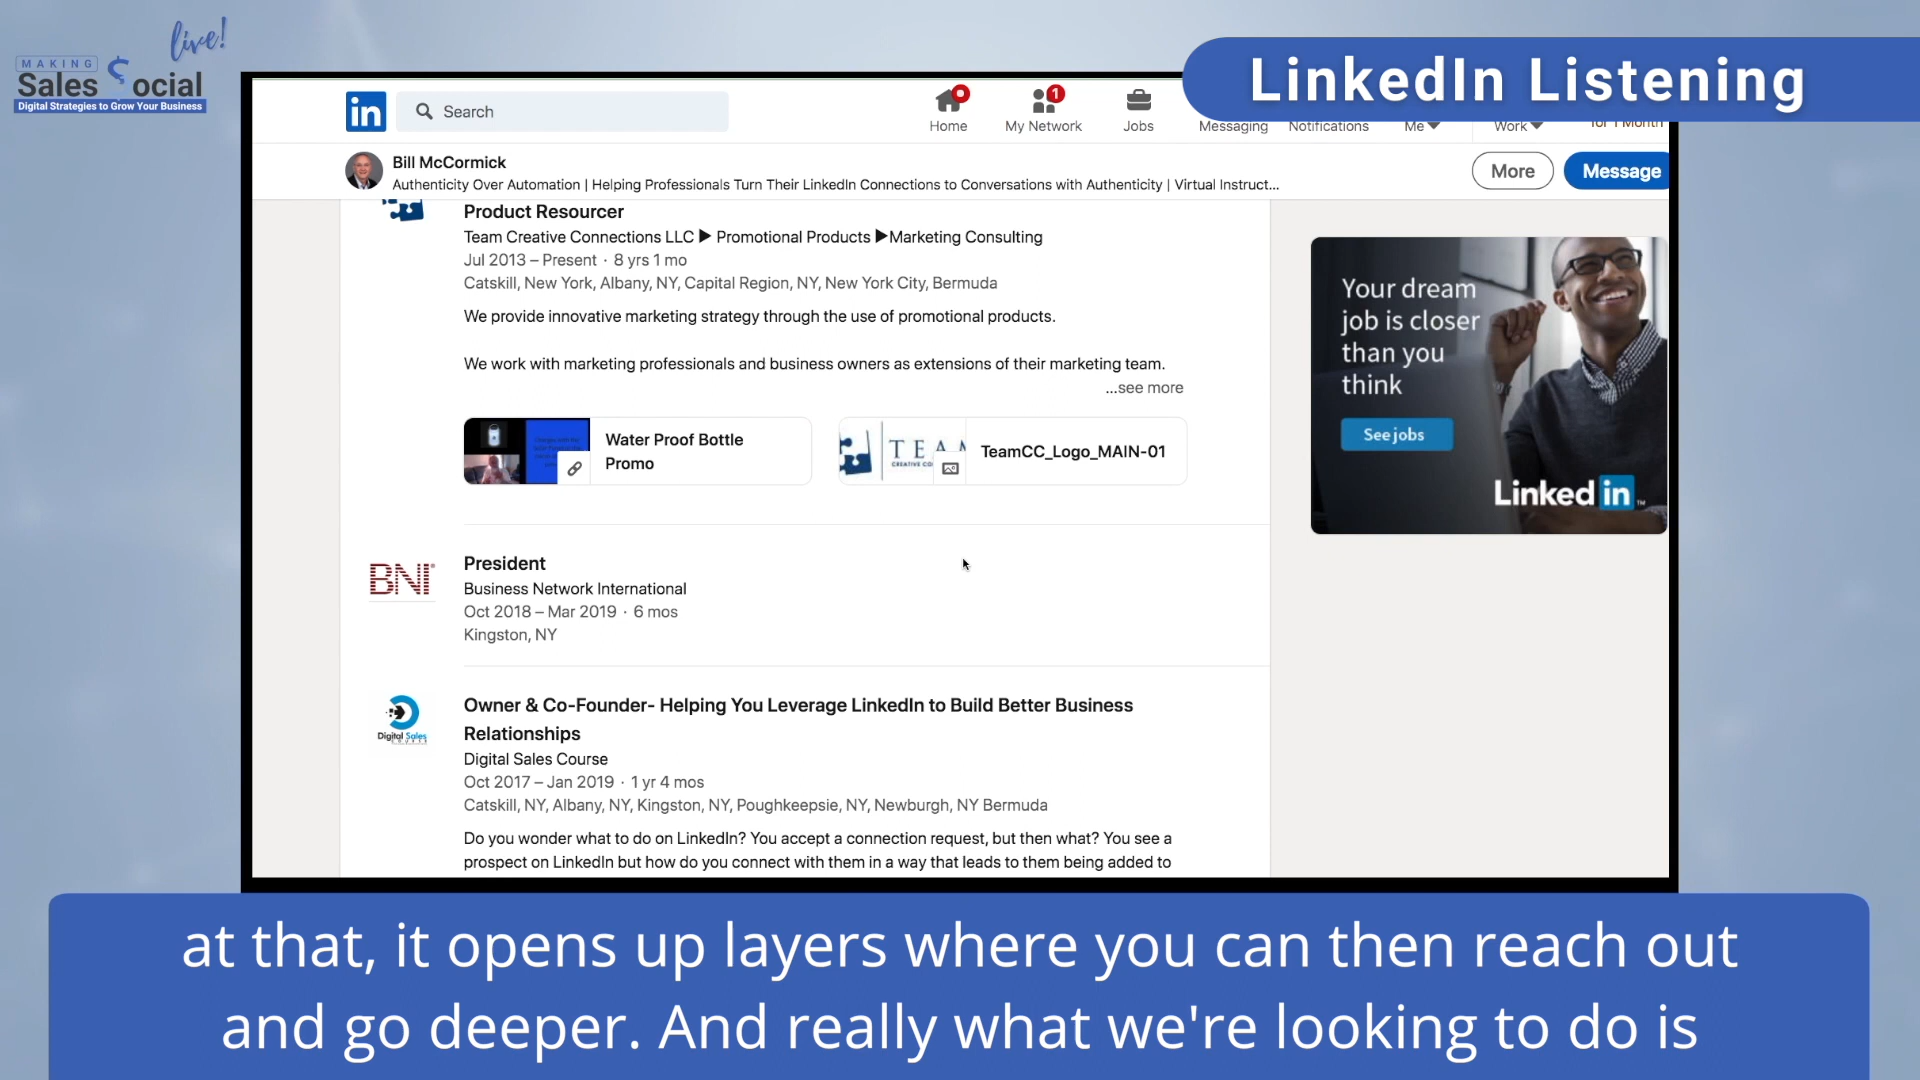 live!
MAKING
Sales Social
Digital Strategies to Grow Your Business
LinkedIn Listening
in
Search
Home
1
My Network
Jobs
Messaging
Notifications
Me
Work
for 1 Month
Bill McCormick
Authenticity Over Automation | Helping Professionals Turn Their LinkedIn Connections to Conversations with Authenticity | Virtual Instruct...
More
Message
Product Resourcer
Team Creative Connections LLC ▶ Promotional Products ▶Marketing Consulting
Jul 2013 – Present · 8 yrs 1 mo
Catskill, New York, Albany, NY, Capital Region, NY, New York City, Bermuda
We provide innovative marketing strategy through the use of promotional products.
We work with marketing professionals and business owners as extensions of their marketing team.
...see more
Water Proof Bottle
Promo
TEAM
CREATIVE CO
TeamCC_Logo_MAIN-01
BNI
President
Business Network International
Oct 2018 – Mar 2019 · 6 mos
Kingston, NY
Digital Sales
COURSE
Owner & Co-Founder- Helping You Leverage LinkedIn to Build Better Business
Relationships
Digital Sales Course
Oct 2017 – Jan 2019 · 1 yr 4 mos
Catskill, NY, Albany, NY, Kingston, NY, Poughkeepsie, NY, Newburgh, NY Bermuda
Do you wonder what to do on LinkedIn? You accept a connection request, but then what? You see a
prospect on LinkedIn but how do you connect with them in a way that leads to them being added to
Your dream
job is closer
than you
think
See jobs
Linked in
at that, it opens up layers where you can then reach out
and go deeper. And really what we're looking to do is